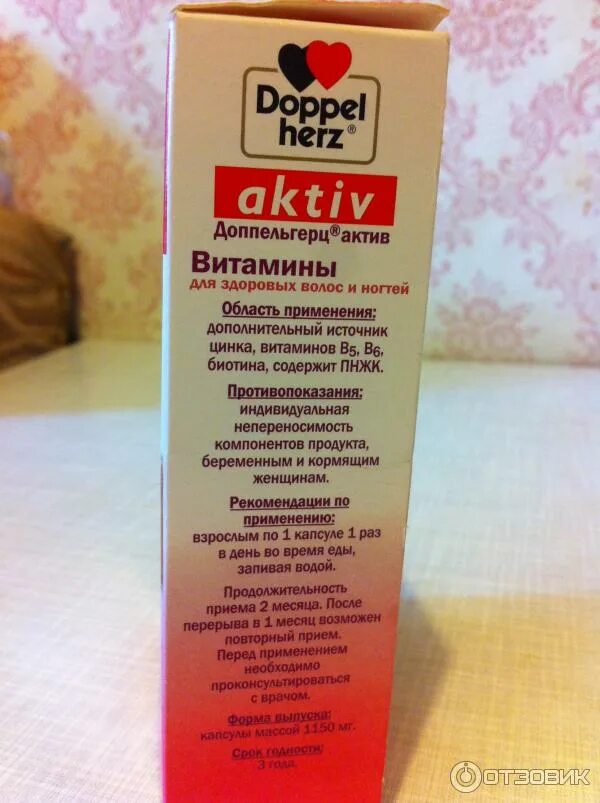 Doppel
herz®
aktiv
Доппельгерц® актив
Витамины
для здоровых волос и ногтей
Область применения:
дополнительный источник
цинка, витаминов B5, B6,
биотина, содержит ПНЖК.
Противопоказания:
индивидуальная
непереносимость
компонентов продукта,
беременным и кормящим
женщинам.
Рекомендации по
применению:
взрослым по 1 капсуле 1 раз
в день во время еды,
запивая водой.
Продолжительность
приема 2 месяца. После
перерыва в 1 месяц возможен
повторный прием.
Перед применением
необходимо
проконсультироваться
с врачом.
Форма выпуска:
капсулы массой 1150 мг.
Срок годности:
3 года.
ОТЗОВИК